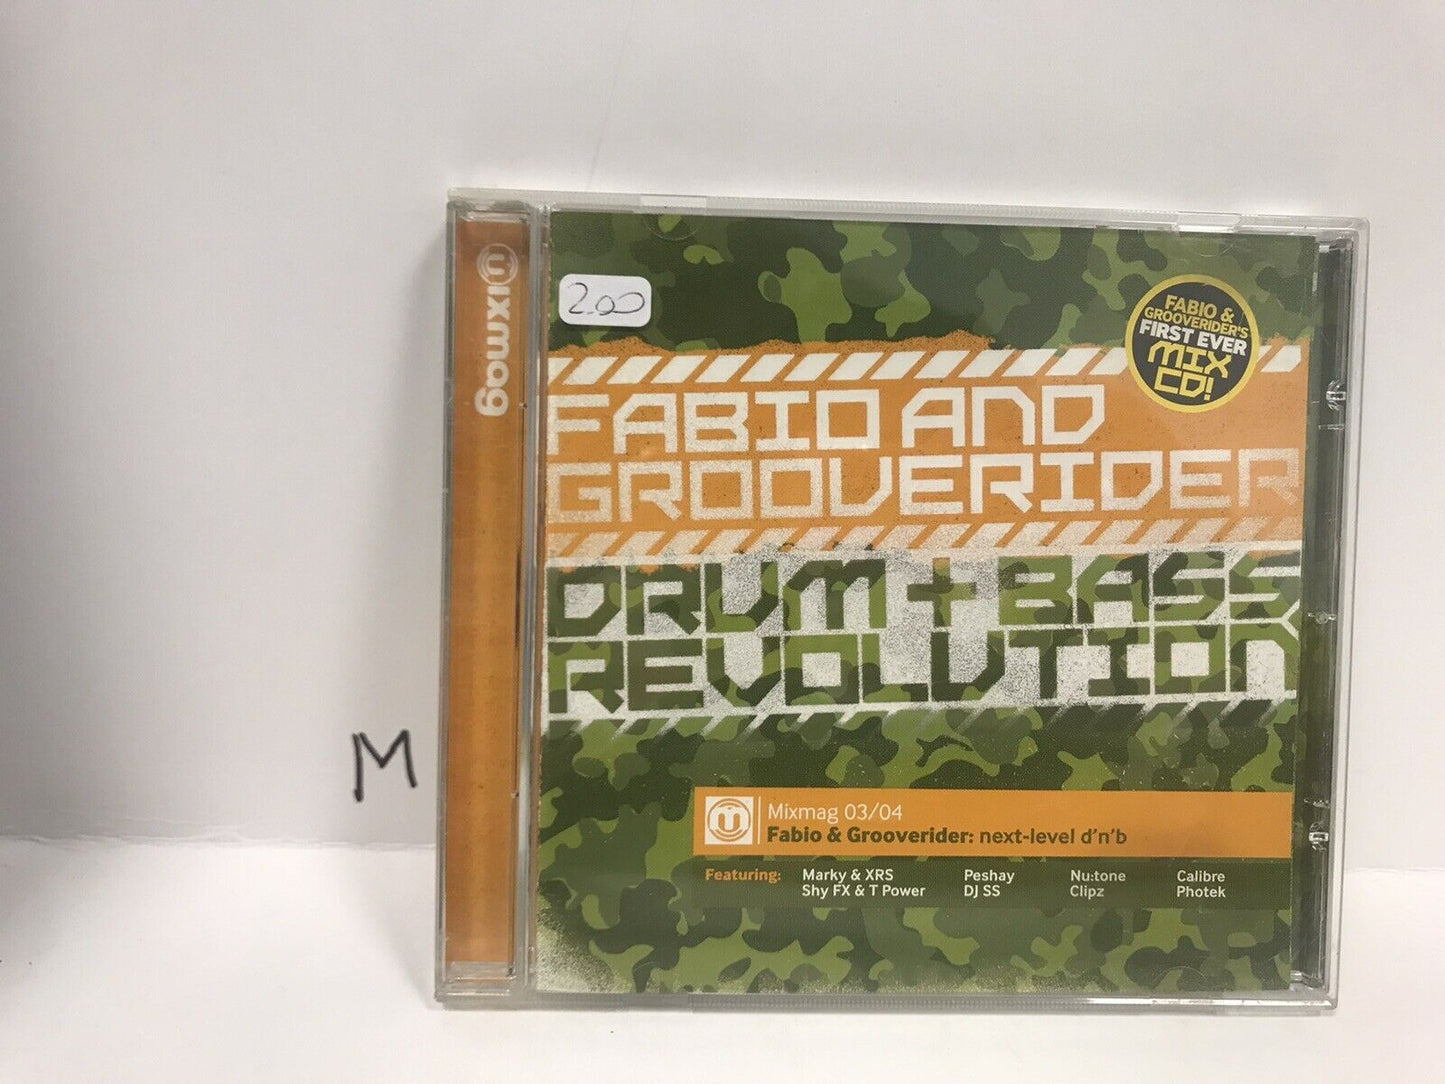 mixmag
2.00
FABIO &
GROOVERIDER'S
FIRST EVER
MIX
CD!
FABIO AND
GROOVERIDER
DRUM + BASS
REVOLUTION
M
Mixmag 03/04
Fabio & Grooverider: next-level d'n'b
Featuring: Marky & XRS Peshay Nu:tone Calibre
Shy FX & T Power DJ SS Clipz Photek